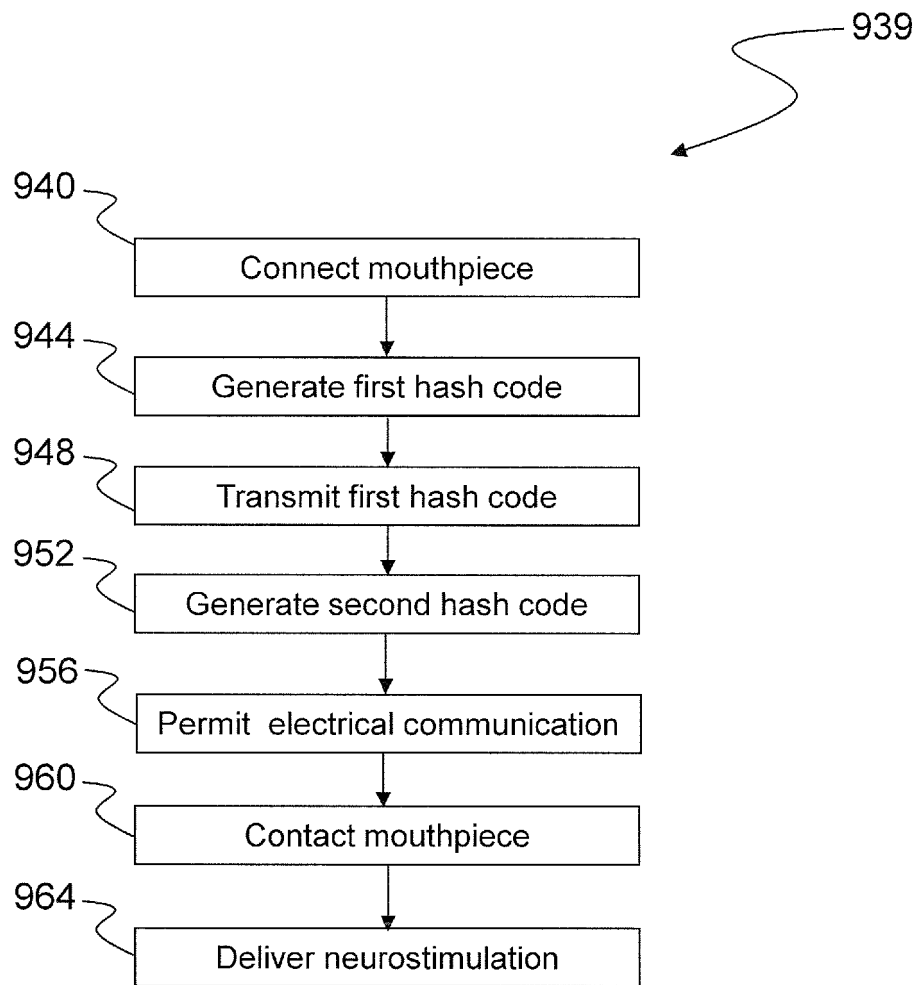 939
940
Connect mouthpiece
944
Generate first hash code
948
Transmit first hash code
952
Generate second hash code
956
Permit electrical communication
960
Contact mouthpiece
964
Deliver neurostimulation